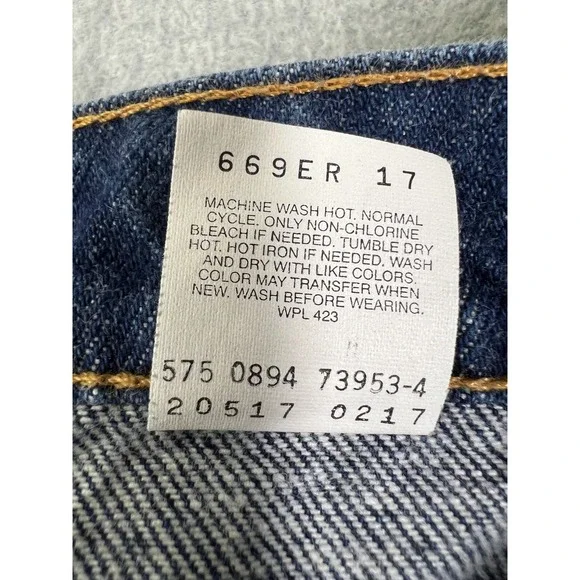 669ER 17
MACHINE WASH HOT. NORMAL
CYCLE. ONLY NON-CHLORINE
BLEACH IF NEEDED. TUMBLE DRY
HOT. HOT IRON IF NEEDED. WASH
AND DRY WITH LIKE COLORS.
COLOR MAY TRANSFER WHEN
NEW. WASH BEFORE WEARING.
WPL 423
575 0894 73953-4
20517 0217